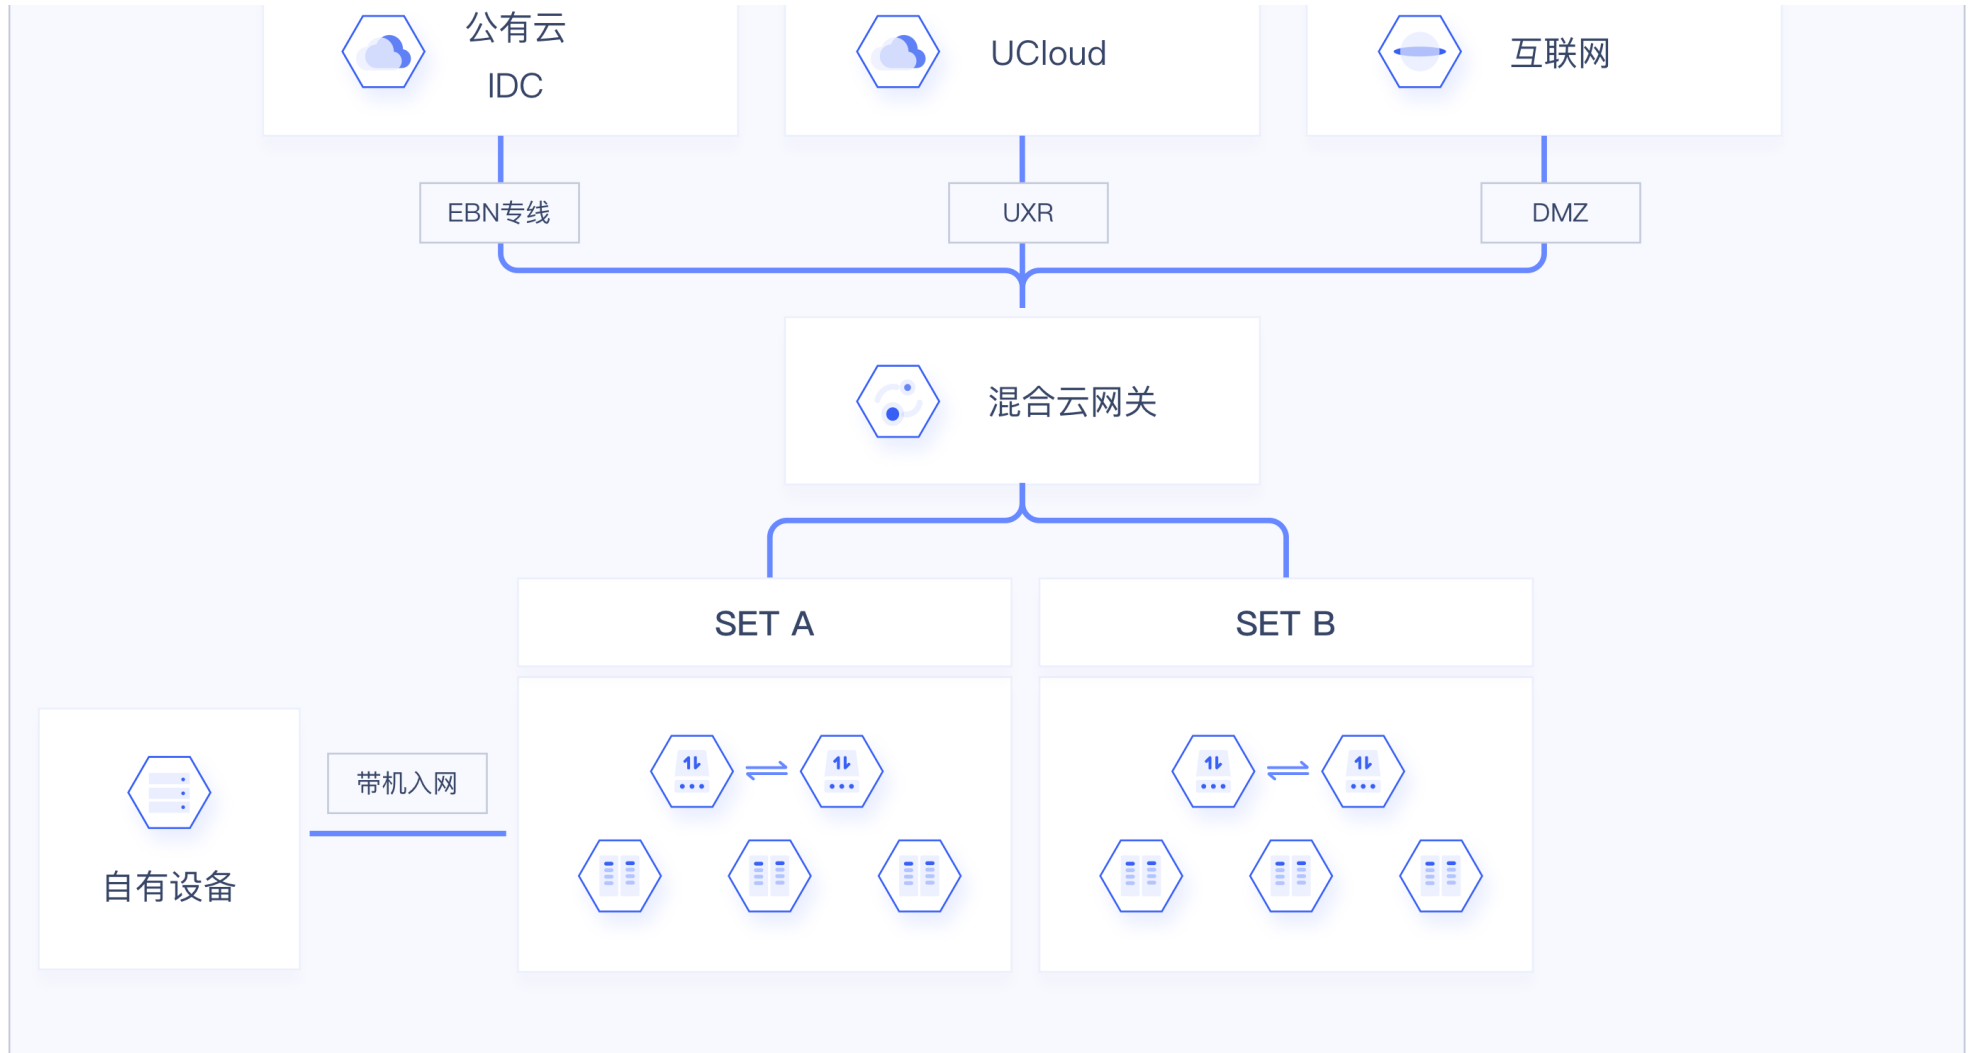 公有云
IDC
UCloud
互联网
EBN专线
UXR
DMZ
混合云网关
SET A
SET B
带机入网
自有设备